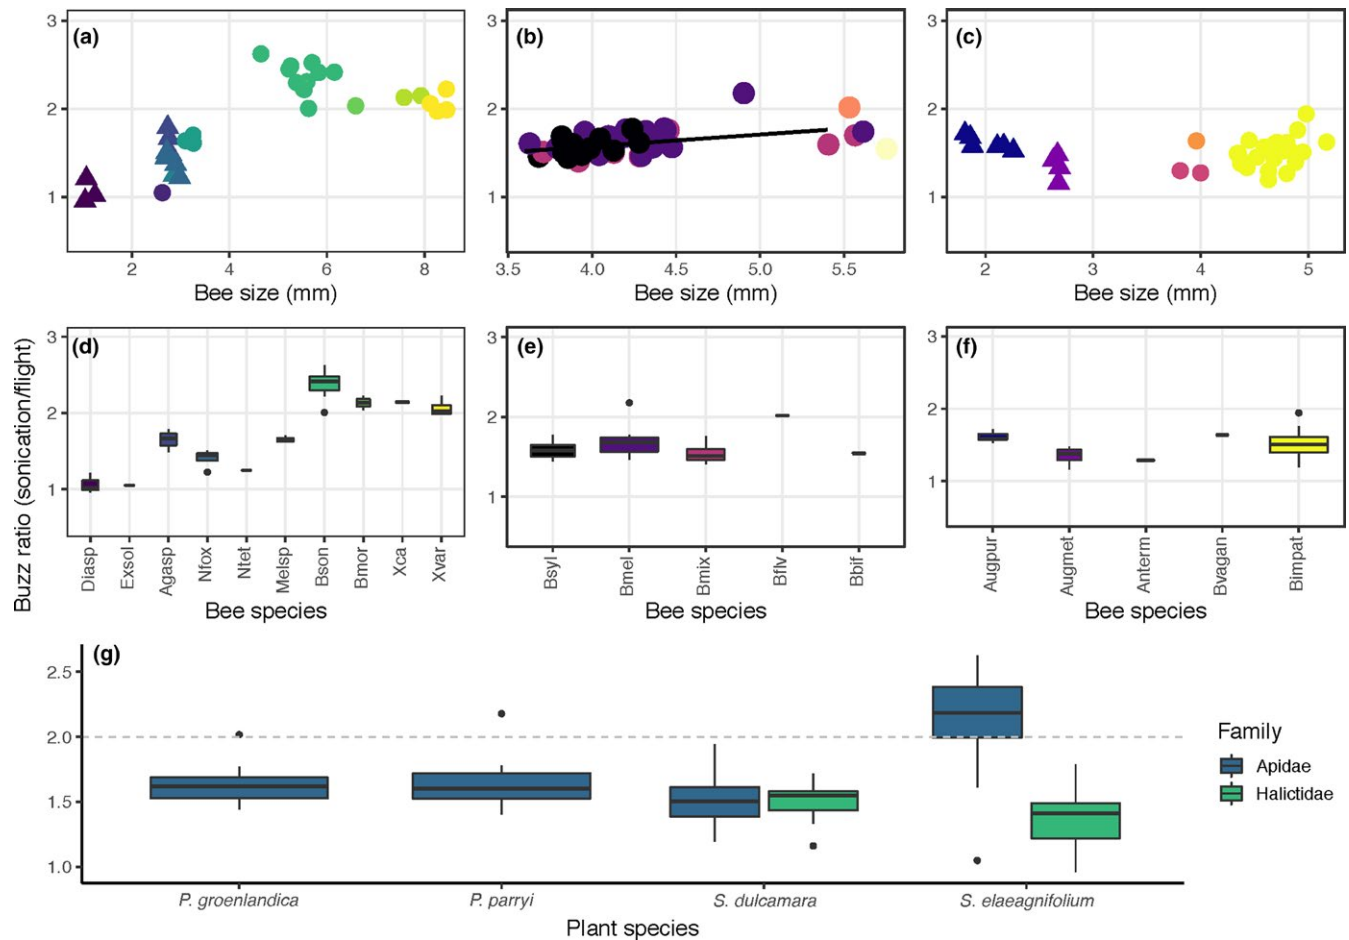 (a)
(b)
(c)
3
2
1
3
2
1
3
2
1
2 4 6 8
3.5 4.0 4.5 5.0 5.5
2 3 4 5
Bee size (mm)
Bee size (mm)
Bee size (mm)
Buzz ratio (sonication/flight)
(d)
(e)
(f)
3
2
1
3
2
1
3
2
1
Diasp Exsol Agasp Nfox Ntet Melsp Bson Bmor Xca Xvar
Bsyl Bmel Bmix Bflv Bbif
Augpur Augmet Anterm Bvagan Bimpat
Bee species
Bee species
Bee species
(g)
2.5
2.0
1.5
1.0
P. groenlandica P. parryi S. dulcamara S. elaeagnifolium
Plant species
Family
Apidae
Halictidae